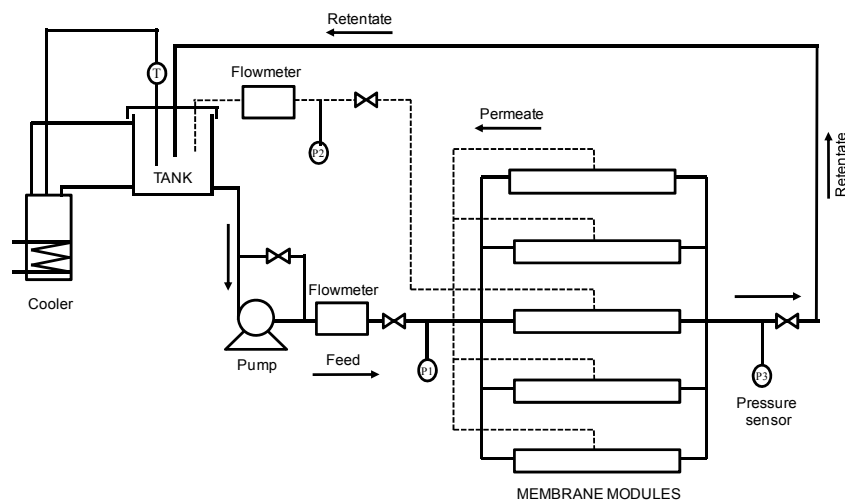 Retentate
Flowmeter
T
Permeate
P2
TANK
Retentate
Cooler
Flowmeter
Pump
Feed
P1
P3
Pressure
sensor
MEMBRANE MODULES